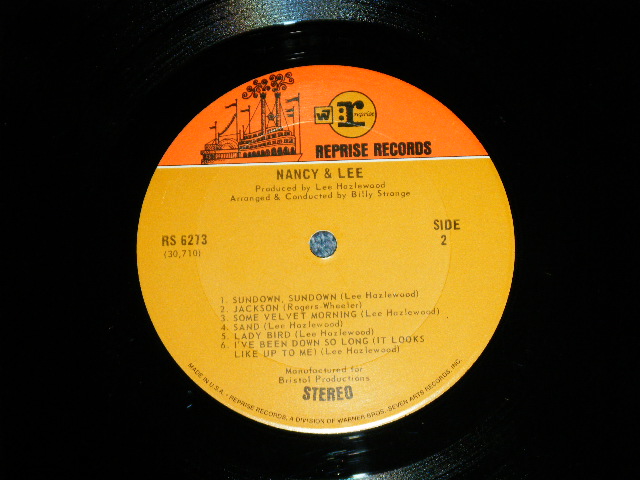 W B r reprise
REPRISE RECORDS
NANCY & LEE
Produced by Lee Hazlewood
Arranged & Conducted by Billy Strange
RS 6273
(30,710)
SIDE
2
1. SUNDOWN, SUNDOWN (Lee Hazlewood)
2. JACKSON (Rogers-Wheeler)
3. SOME VELVET MORNING (Lee Hazlewood)
4. SAND (Lee Hazlewood)
5. LADY BIRD (Lee Hazlewood)
6. I'VE BEEN DOWN SO LONG (IT LOOKS
LIKE UP TO ME) (Lee Hazlewood)
Manufactured for
Bristol Productions
STEREO
MADE IN U.S.A. • REPRISE RECORDS, A DIVISION OF WARNER BROS. SEVEN ARTS RECORDS, INC.